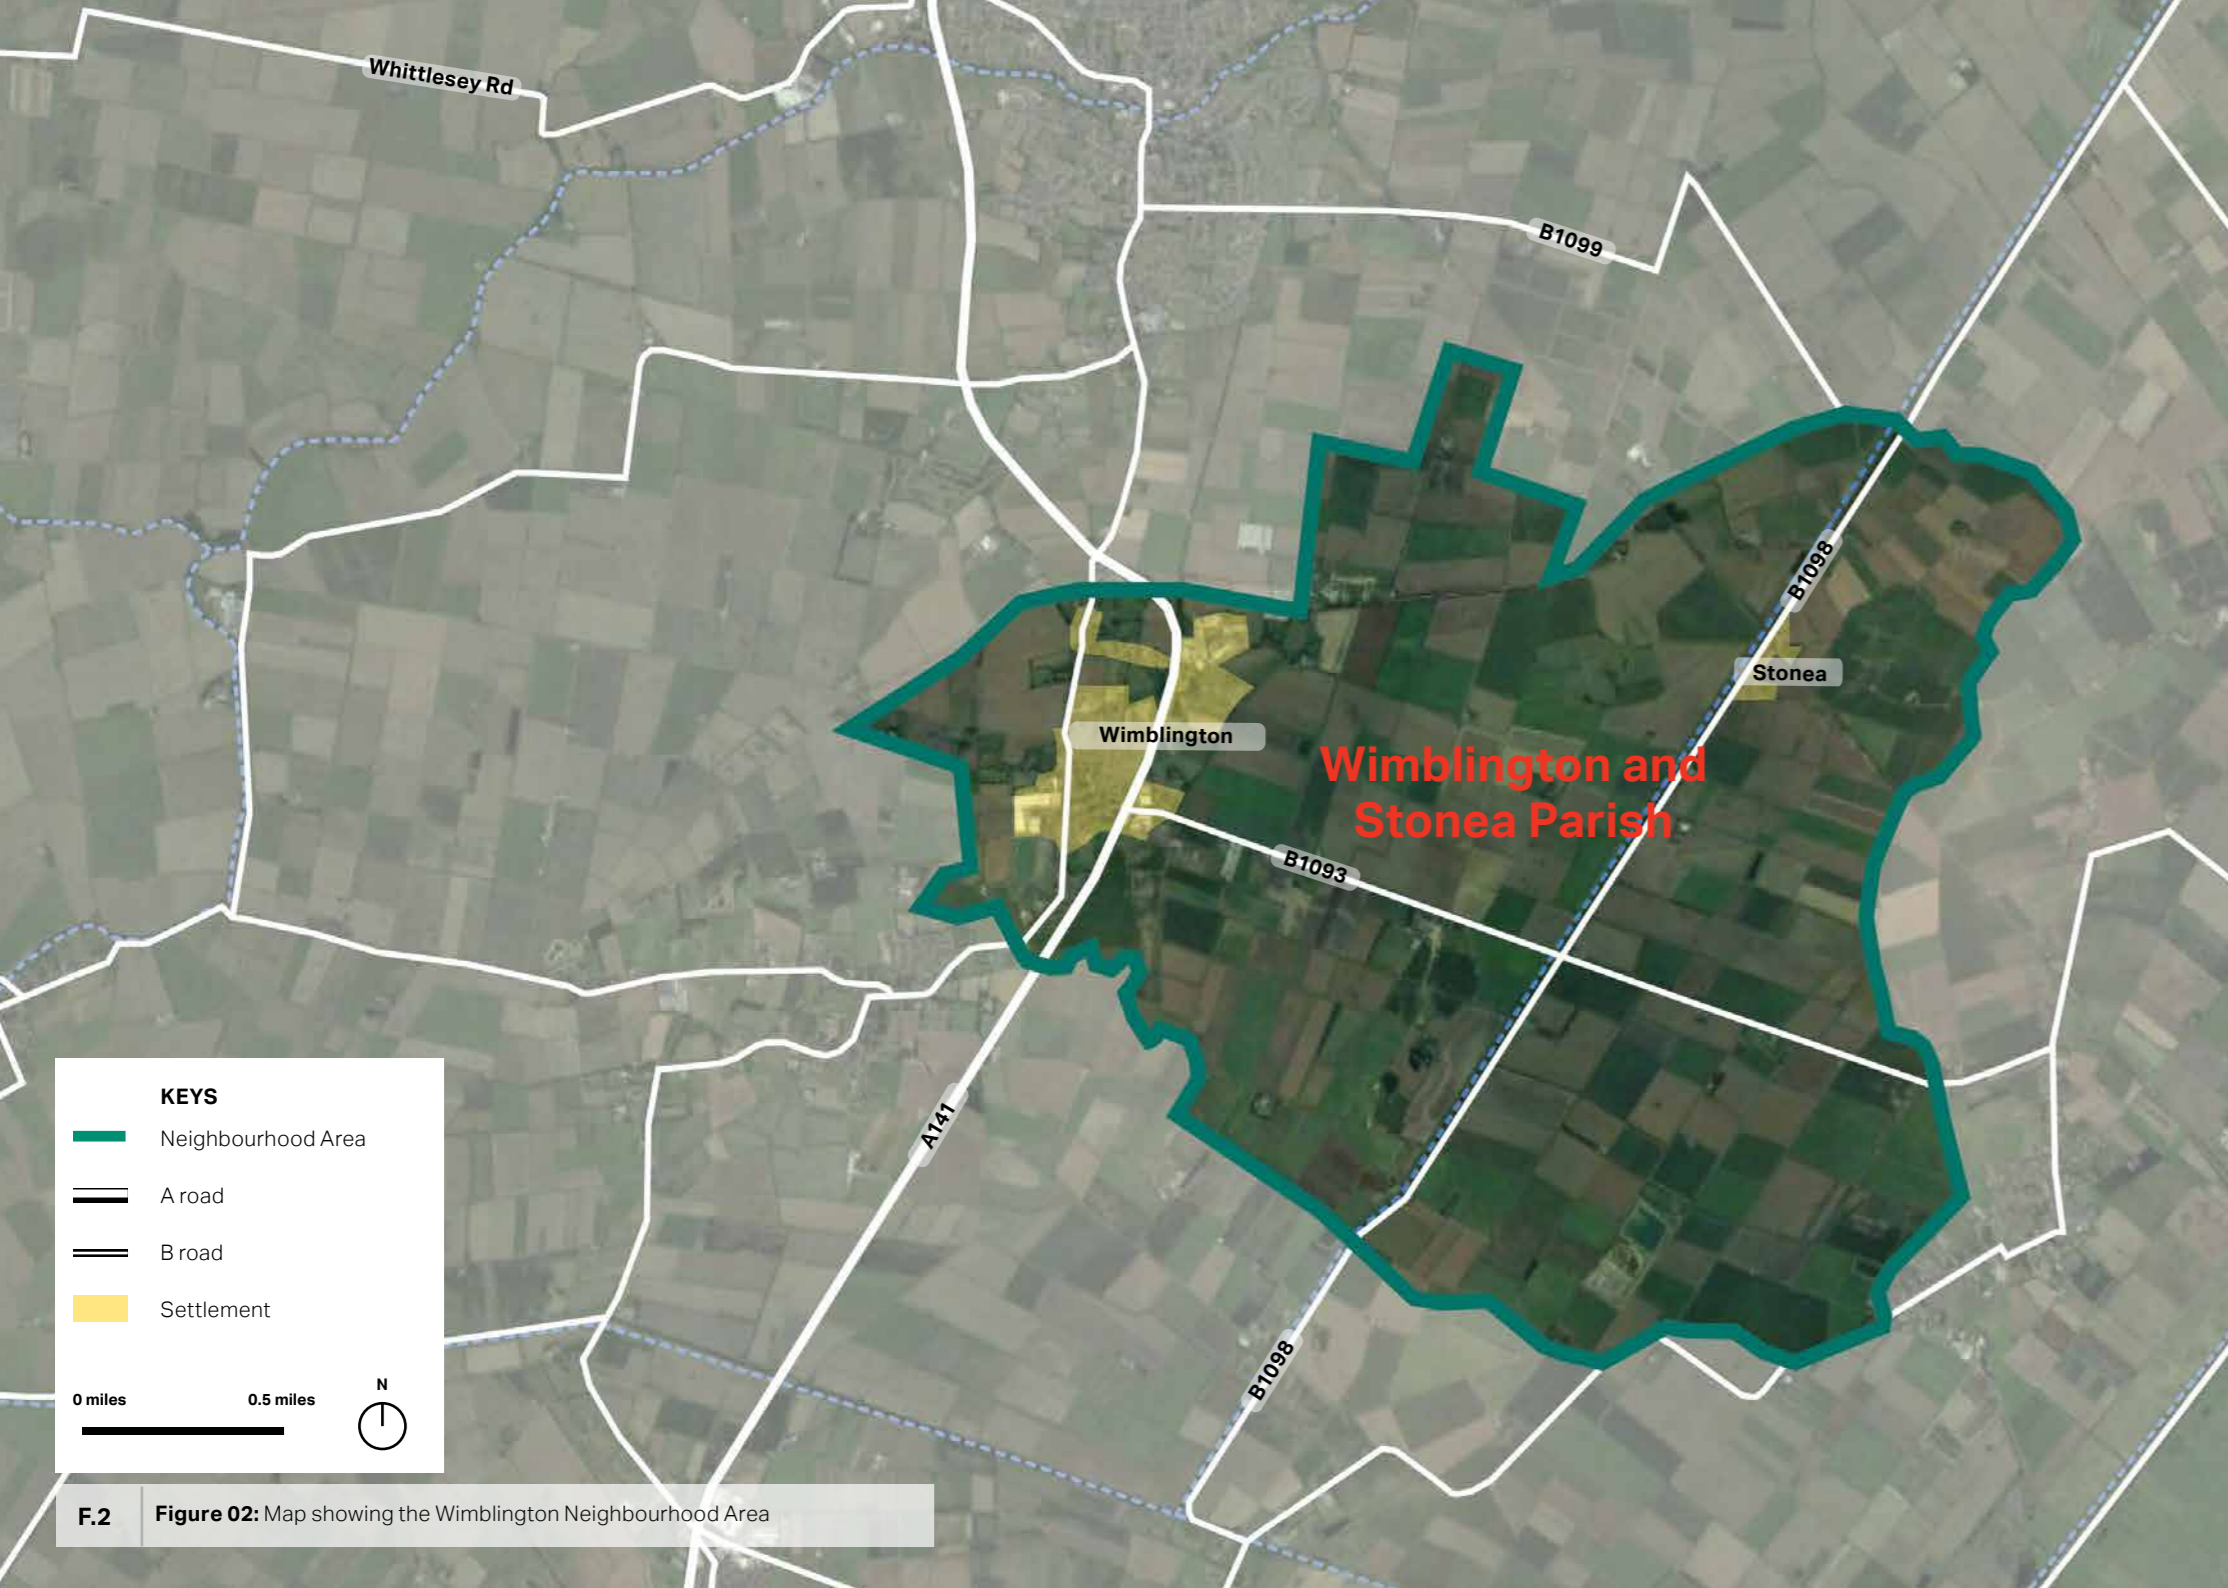 Whittlesey Rd
B1099
B1098
Stonea
Wimblington
Wimblington and
Stonea Parish
B1093
A141
B1098
KEYS
Neighbourhood Area
A road
B road
Settlement
0 miles
0.5 miles
N
F.2
Figure 02: Map showing the Wimblington Neighbourhood Area